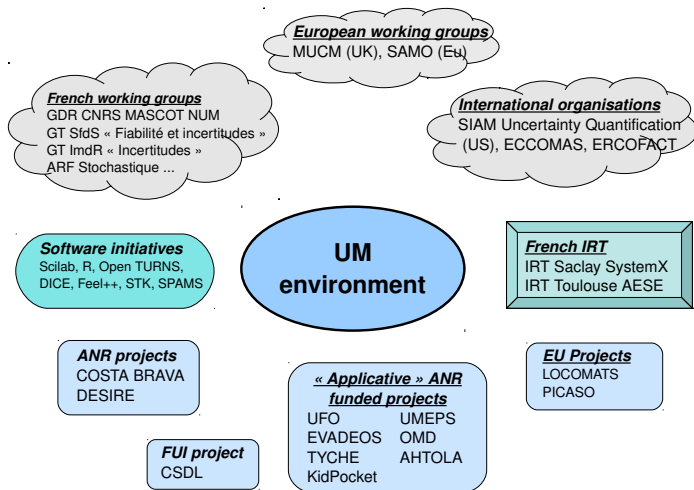 European working groups
MUCM (UK), SAMO (Eu)
French working groups
GDR CNRS MASCOT NUM
GT SfdS « Fiabilité et incertitudes »
GT ImdR « Incertitudes »
ARF Stochastique ...
International organisations
SIAM Uncertainty Quantification
(US), ECCOMAS, ERCOFACT
Software initiatives
Scilab, R, Open TURNS,
DICE, Feel++, STK, SPAMS
UM
environment
French IRT
IRT Saclay SystemX
IRT Toulouse AESE
ANR projects
COSTA BRAVA
DESIRE
« Applicative » ANR
funded projects
UFO UMEPS
EVADEOS OMD
TYCHE AHTOLA
KidPocket
EU Projects
LOCOMATS
PICASO
FUI project
CSDL